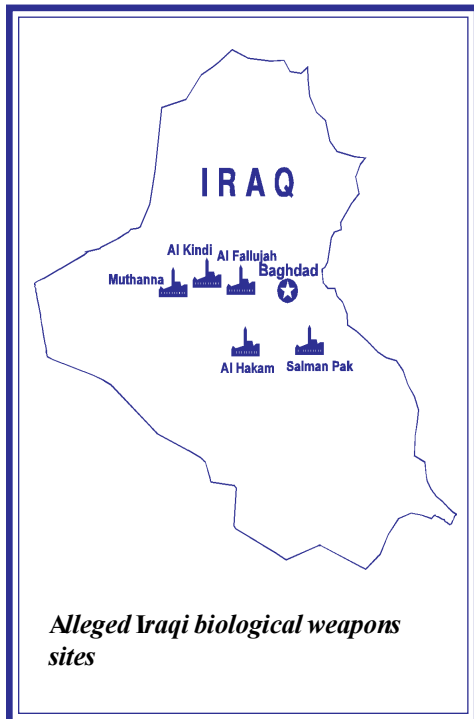 IRAQ
Al Kindi
Al Fallujah
Muthanna
Baghdad
Al Hakam
Salman Pak
Alleged Iraqi biological weapons
sites